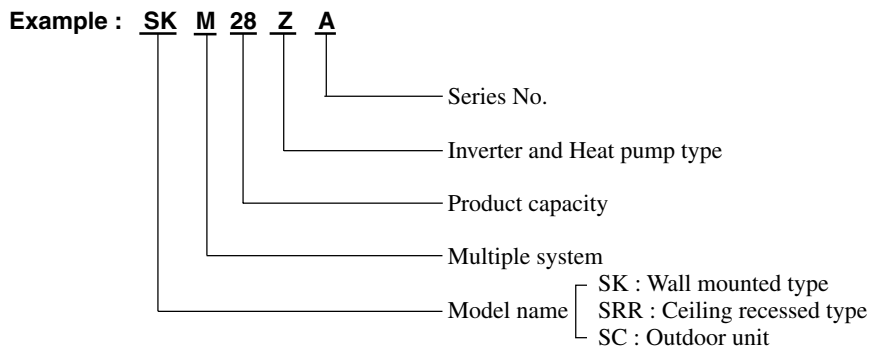 Example : SK M 28 Z A
Series No.
Inverter and Heat pump type
Product capacity
Multiple system
SK : Wall mounted type
Model name SRR : Ceiling recessed type
SC : Outdoor unit